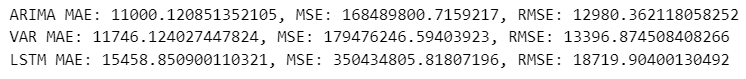 ARIMA MAE: 11000.120851352105, MSE: 168489800.7159217, RMSE: 12980.362118058252
VAR MAE: 11746.124027447824, MSE: 179476246.59403923, RMSE: 13396.874508408266
LSTM MAE: 15458.850900110321, MSE: 350434805.81807196, RMSE: 18719.90400130492